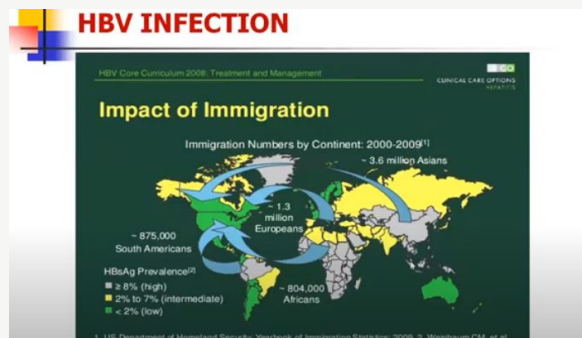 HBV INFECTION
HBV Core Curriculum 2008: Treatment and Management
CLINICAL CARE OPTIONS
HEPATITIS
Impact of Immigration
Immigration Numbers by Continent: 2000-2009[1]
~ 3.6 million Asians
~ 1.3
million
Europeans
~ 875,000
South Americans
HBsAg Prevalence[2]
≥ 8% (high)
2% to 7% (intermediate)
< 2% (low)
~ 804,000
Africans
1. US Department of Homeland Security. Yearbook of Immigration Statistics: 2009. 2. Weinbaum CM, et al.